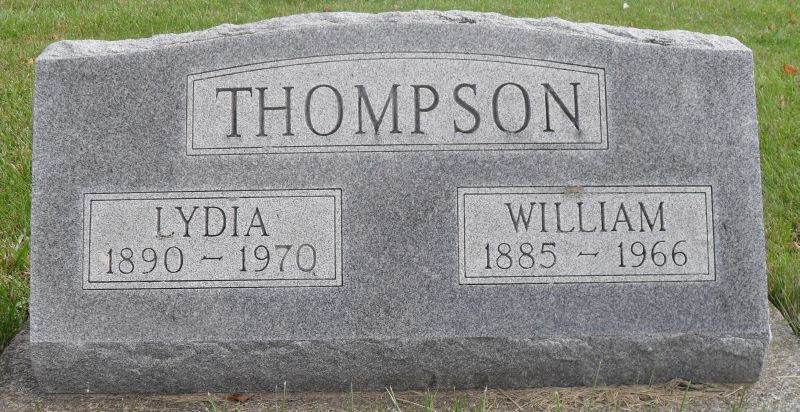 THOMPSON
LYDIA
1890 – 1970
WILLIAM
1885 – 1966